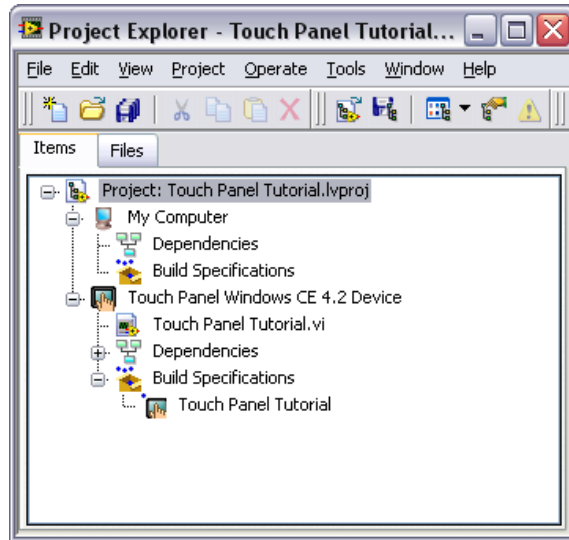 Project Explorer - Touch Panel Tutorial...
File Edit View Project Operate Tools Window Help
Items Files
Project: Touch Panel Tutorial.lvproj
My Computer
Dependencies
Build Specifications
Touch Panel Windows CE 4.2 Device
Touch Panel Tutorial.vi
Dependencies
Build Specifications
Touch Panel Tutorial